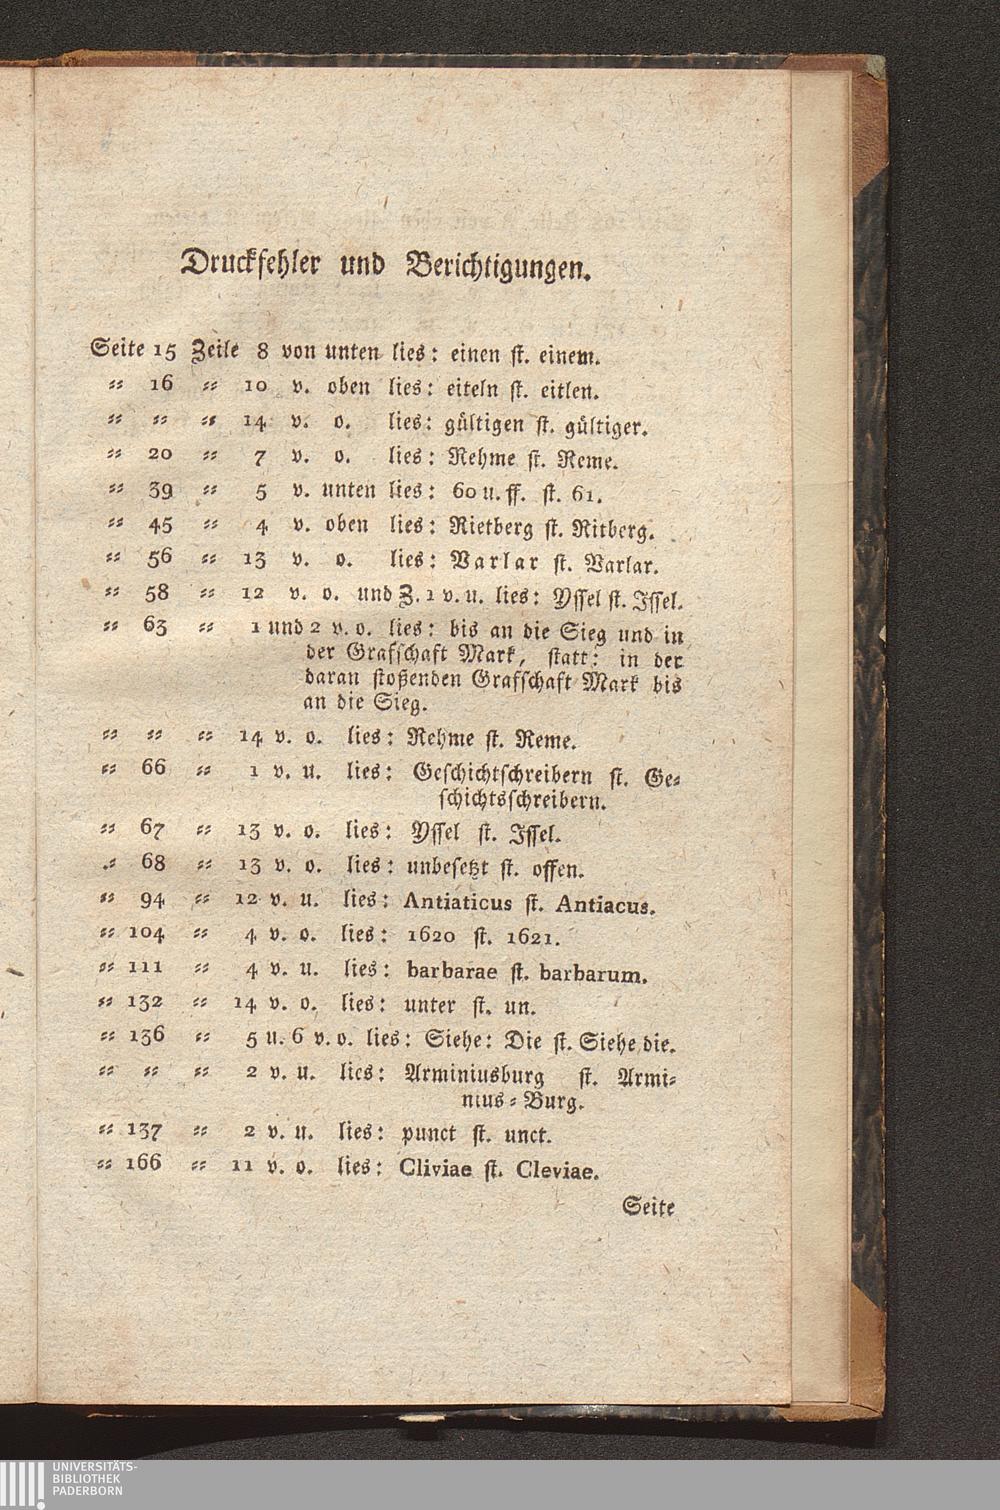 Druckfehler und Berichtigungen.
Seite 15 Zeile 8 von unten lies: einen st. einem.
⸗⸗ 16 ⸗⸗ 10 v. oben lies: eiteln st. eitlen.
⸗⸗ ⸗⸗ ⸗⸗ 14 v. o. lies: gültigen st. gültiger.
⸗⸗ 20 ⸗⸗ 7 v. o. lies: Rehme st. Reme.
⸗⸗ 39 ⸗⸗ 5 v. unten lies: 60 u. ff. st. 61.
⸗⸗ 45 ⸗⸗ 4 v. oben lies: Rietberg st. Ritberg.
⸗⸗ 56 ⸗⸗ 13 v. o. lies: Varlar st. Varlar.
⸗⸗ 58 ⸗⸗ 12 v. o. und Z. 1 v. u. lies: Yssel st. Issel.
⸗⸗ 63 ⸗⸗ 1 und 2 v. o. lies: bis an die Sieg und in
der Grafschaft Mark, statt: in der
daran stoßenden Grafschaft Mark bis
an die Sieg.
⸗⸗ ⸗⸗ ⸗⸗ 14 v. o. lies: Rehme st. Reme.
⸗⸗ 66 ⸗⸗ 1 v. u. lies: Geschichtschreibern st. Ge⸗
schichtsschreibern.
⸗⸗ 67 ⸗⸗ 13 v. o. lies: Yssel st. Issel.
⸗⸗ 68 ⸗⸗ 13 v. o. lies: unbesetzt st. offen.
⸗⸗ 94 ⸗⸗ 12 v. u. lies: Antiaticus st. Antiacus.
⸗⸗ 104 ⸗⸗ 4 v. o. lies: 1620 st. 1621.
⸗⸗ 111 ⸗⸗ 4 v. u. lies: barbarae st. barbarum.
⸗⸗ 132 ⸗⸗ 14 v. o. lies: unter st. un.
⸗⸗ 136 ⸗⸗ 5 u. 6 v. o. lies: Siehe: Die st. Siehe die.
⸗⸗ ⸗⸗ ⸗⸗ 2 v. u. lies: Arminiusburg st. Armi⸗
nius⸗Burg.
⸗⸗ 137 ⸗⸗ 2 v. u. lies: punct st. unct.
⸗⸗ 166 ⸗⸗ 11 v. o. lies: Cliviae st. Cleviae.
Seite
UNIVERSITÄTS-
BIBLIOTHEK
PADERBORN